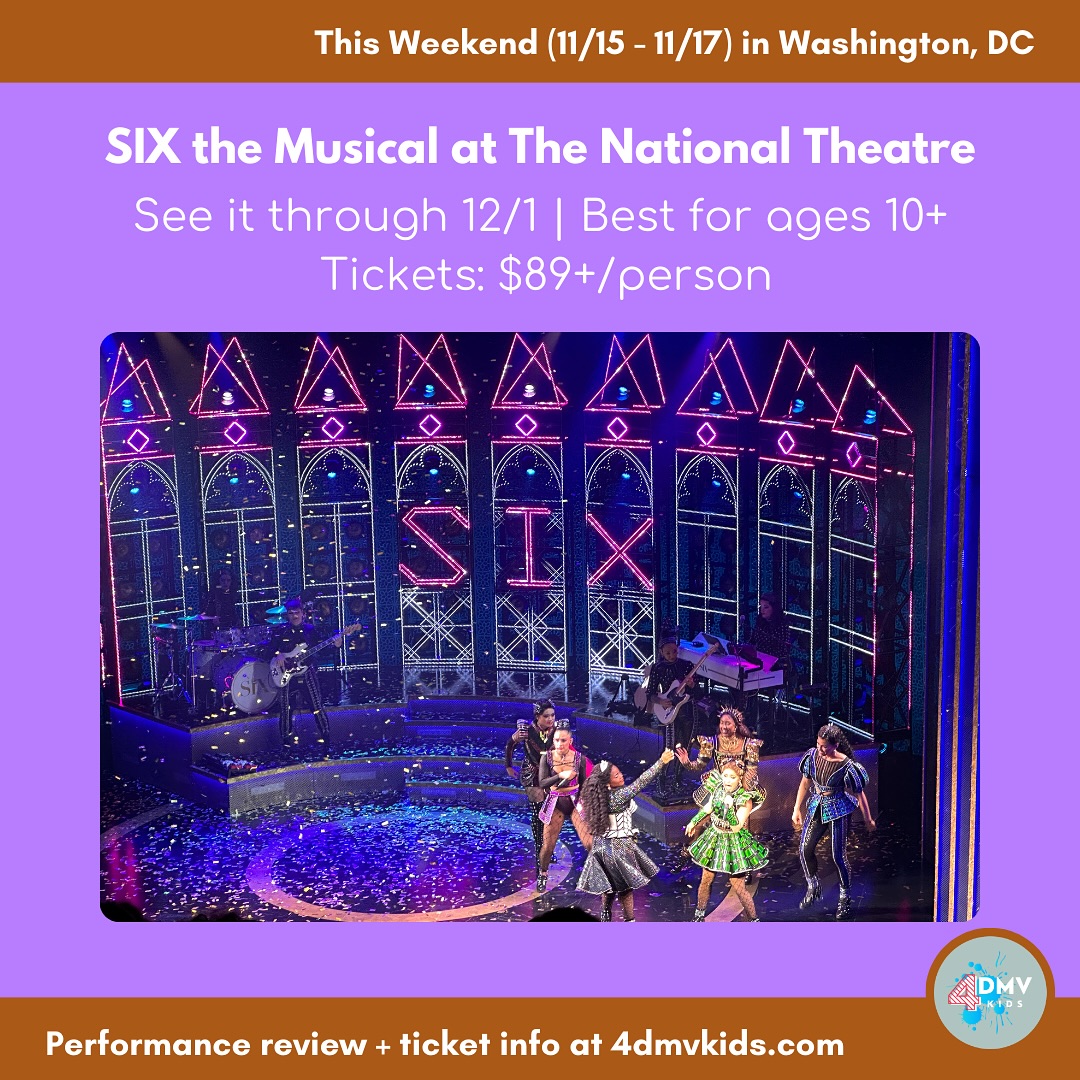 This Weekend (11/15 - 11/17) in Washington, DC
SIX the Musical at The National Theatre
See it through 12/1 | Best for ages 10+
Tickets: $89+/person
SIX
SIX
4DMV
KIDS
Performance review + ticket info at 4dmvkids.com